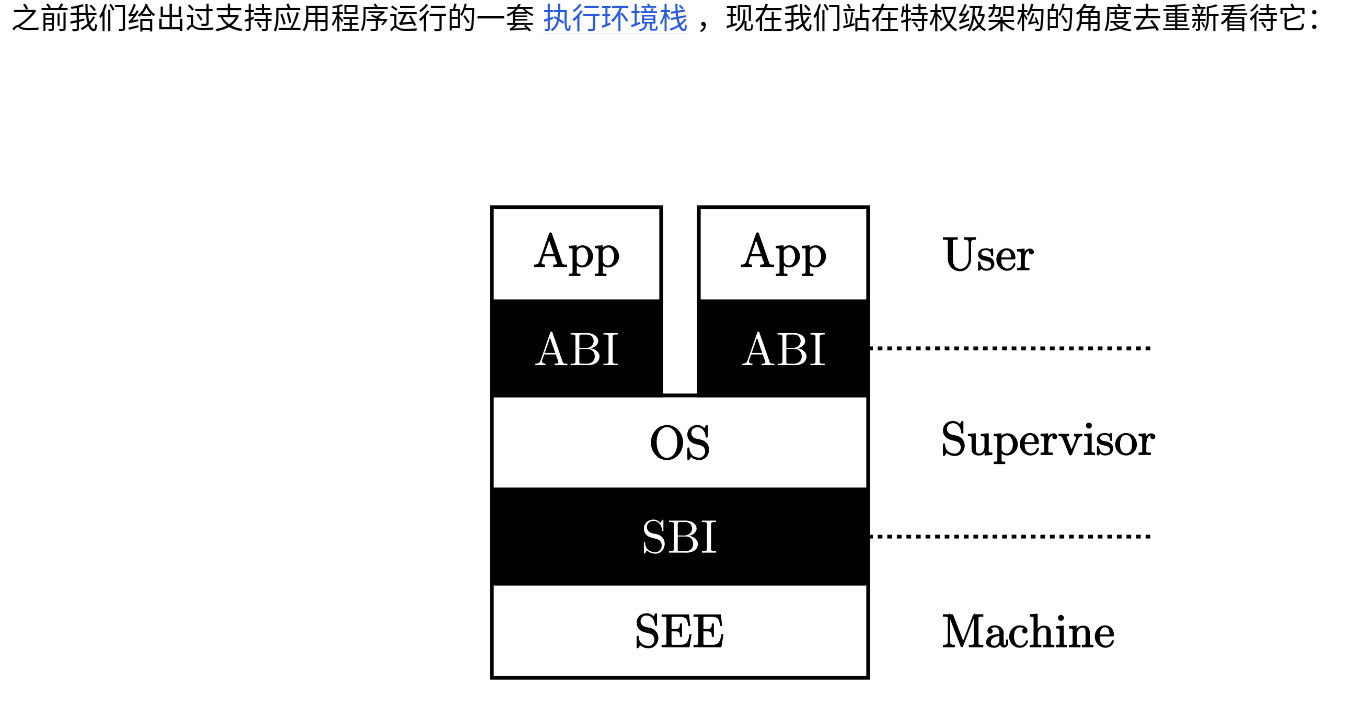 之前我们给出过支持应用程序运行的一套 执行环境栈 ，现在我们站在特权级架构的角度去重新看待它：
App App User
ABI ABI
OS Supervisor
SBI
SEE Machine